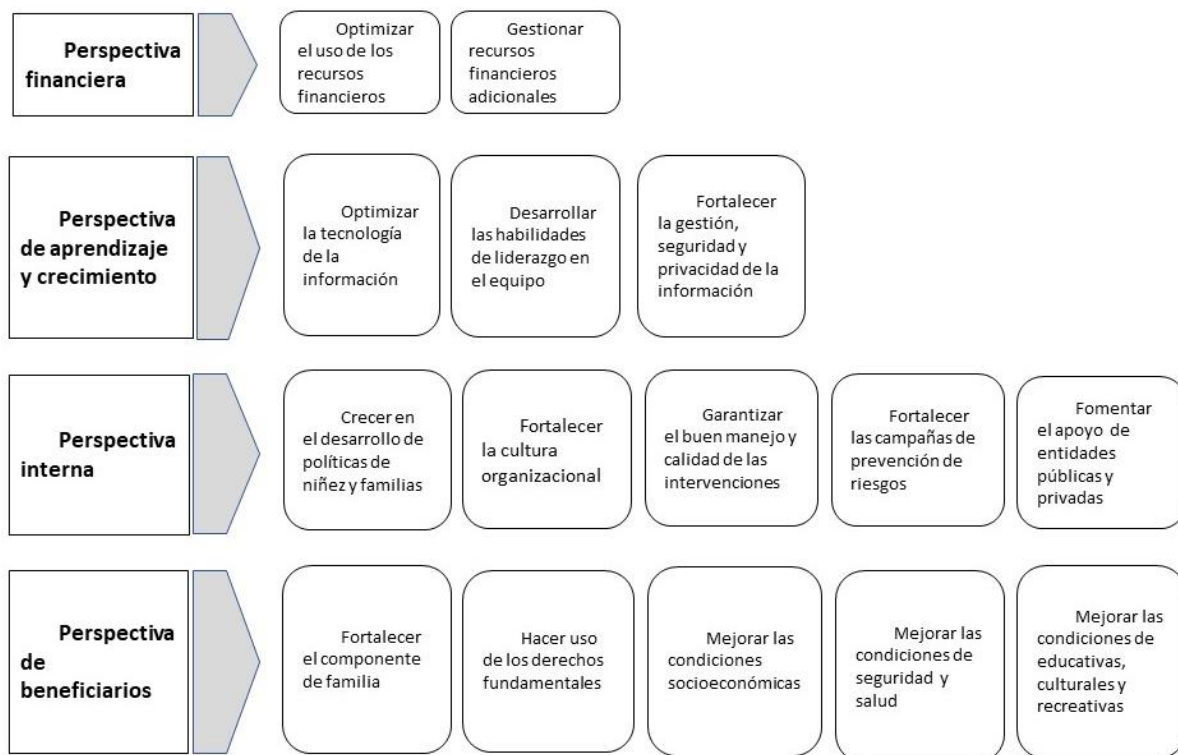 Perspectiva
financiera
Optimizar
el uso de los
recursos
financieros
Gestionar
recursos
financieros
adicionales
Perspectiva
de aprendizaje
y crecimiento
Optimizar
la tecnología
de la
información
Desarrollar
las habilidades
de liderazgo en
el equipo
Fortalecer
la gestión,
seguridad y
privacidad de la
información
Perspectiva
interna
Crecer en
el desarrollo de
políticas de
niñez y familias
Fortalecer
la cultura
organizacional
Garantizar
el buen manejo y
calidad de las
intervenciones
Fortalecer
las campañas de
prevención de
riesgos
Fomentar
el apoyo de
entidades
públicas y
privadas
Perspectiva
de
beneficiarios
Fortalecer
el componente
de familia
Hacer uso
de los derechos
fundamentales
Mejorar las
condiciones
socioeconómicas
Mejorar las
condiciones de
seguridad y
salud
Mejorar las
condiciones de
educativas,
culturales y
recreativas